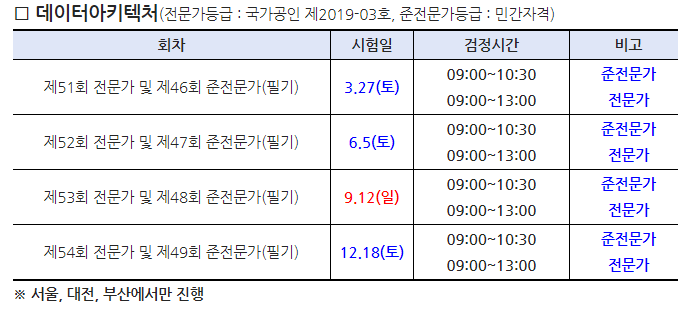 □ 데이터아키텍처(전문가등급 : 국가공인 제2019-03호, 준전문가등급 : 민간자격)
회차 시험일 검정시간 비고
제51회 전문가 및 제46회 준전문가(필기) 3.27(토) 09:00~10:30 준전문가
09:00~13:00 전문가
제52회 전문가 및 제47회 준전문가(필기) 6.5(토) 09:00~10:30 준전문가
09:00~13:00 전문가
제53회 전문가 및 제48회 준전문가(필기) 9.12(일) 09:00~10:30 준전문가
09:00~13:00 전문가
제54회 전문가 및 제49회 준전문가(필기) 12.18(토) 09:00~10:30 준전문가
09:00~13:00 전문가
※ 서울, 대전, 부산에서만 진행